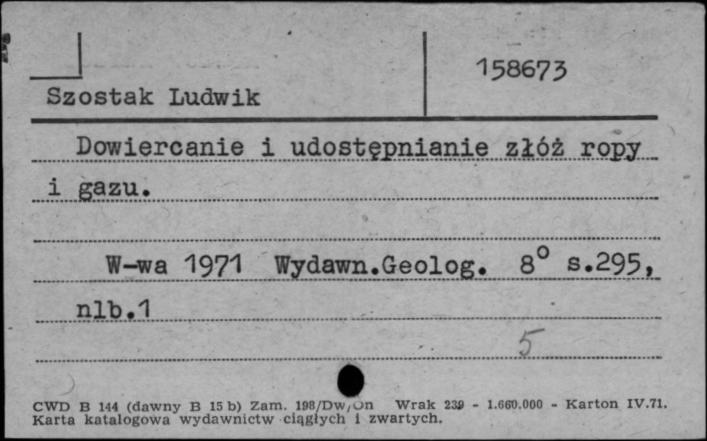 158673
Szostak Ludwik
Dowiercanie i udostępnianie złóż ropy
i gazu.
W-wa 1971 Wydawn.Geolog. 8° s.295,
nlb.1
5
CWD B 144 (dawny B 15 b) Zam. 198/Dw/On Wrak 239 - 1.660.000 - Karton IV.71.
Karta katalogowa wydawnictw ciągłych i zwartych.